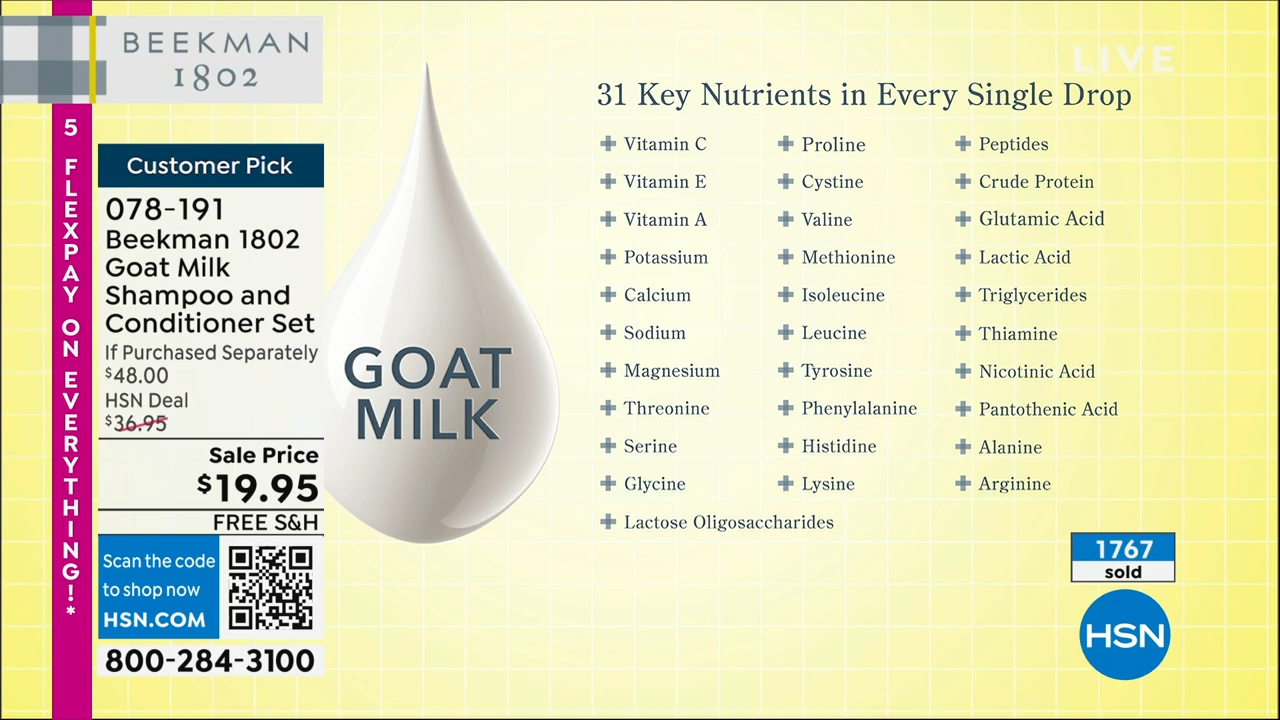 BEEKMAN
1802
5 FLEXPAY ON EVERYTHING!*
Customer Pick
078-191
Beekman 1802
Goat Milk
Shampoo and
Conditioner Set
If Purchased Separately
$48.00
HSN Deal
$36.95
Sale Price
$19.95
FREE S&H
Scan the code
to shop now
HSN.COM
800-284-3100
GOAT
MILK
LIVE
31 Key Nutrients in Every Single Drop
Vitamin C
Vitamin E
Vitamin A
Potassium
Calcium
Sodium
Magnesium
Threonine
Serine
Glycine
Lactose Oligosaccharides
Proline
Cystine
Valine
Methionine
Isoleucine
Leucine
Tyrosine
Phenylalanine
Histidine
Lysine
Peptides
Crude Protein
Glutamic Acid
Lactic Acid
Triglycerides
Thiamine
Nicotinic Acid
Pantothenic Acid
Alanine
Arginine
1767
sold
HSN